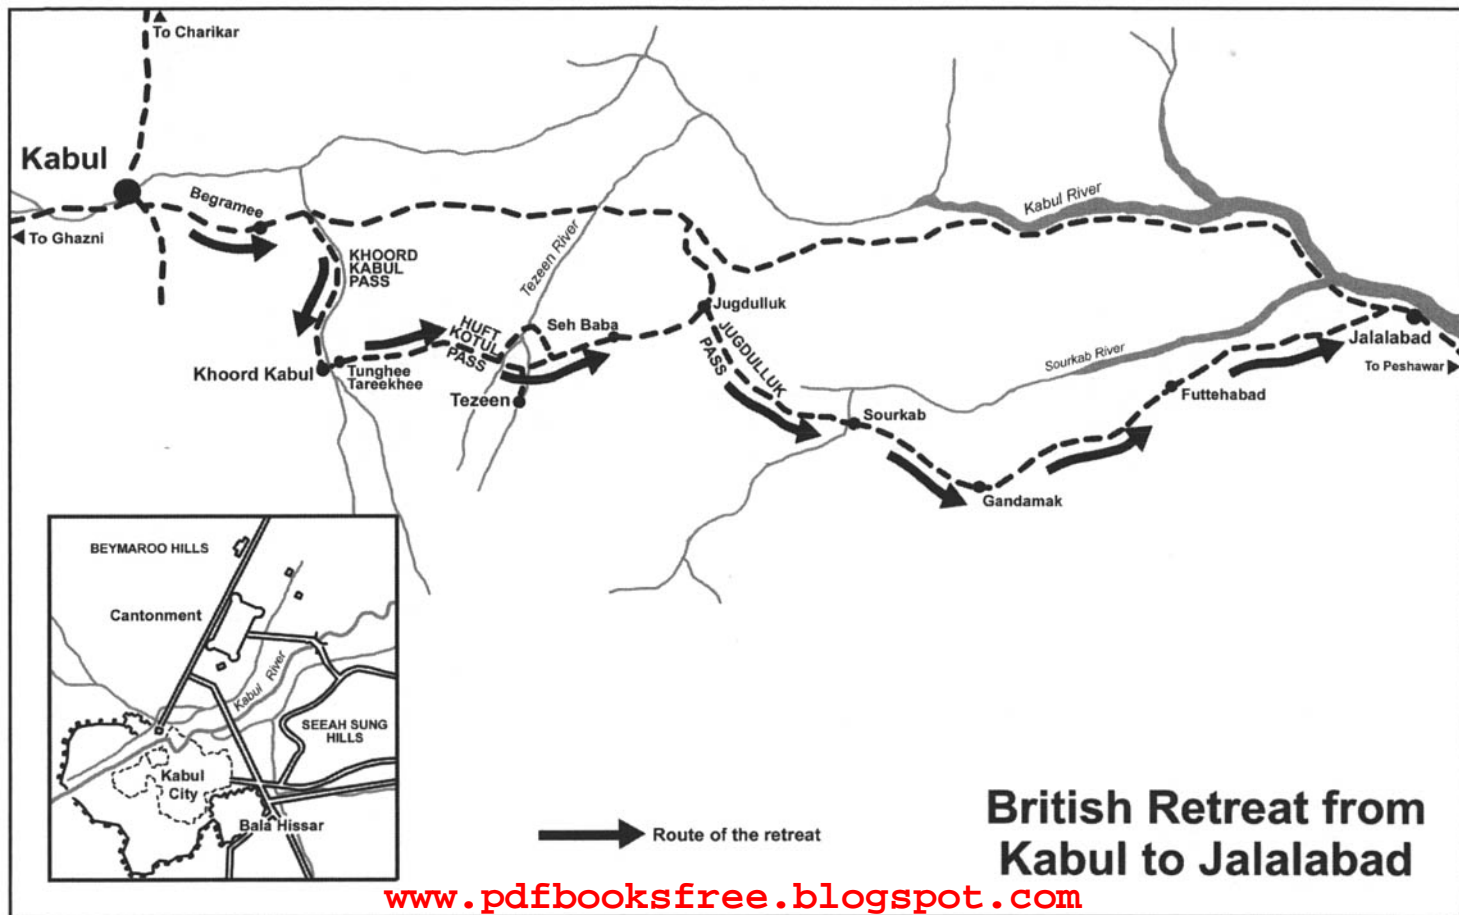 To Charikar
Kabul
Begramee
To Ghazni
KHOORD
KABUL
PASS
Kabul River
Tezeen River
Jugdulluk
HUFT
KOTUL
PASS
Seh Baba
JUGDULLUK
PASS
Khoord Kabul
Tunghee
Tareekhee
Tezeen
Sourkab
Sourkab River
Jalalabad
To Peshawar
Futtehabad
Gandamak
BEYMAROO HILLS
Cantonment
Kabul River
SEEAH SUNG
HILLS
Kabul
City
Bala Hissar
Route of the retreat
British Retreat from
Kabul to Jalalabad
www.pdfbooksfree.blogspot.com